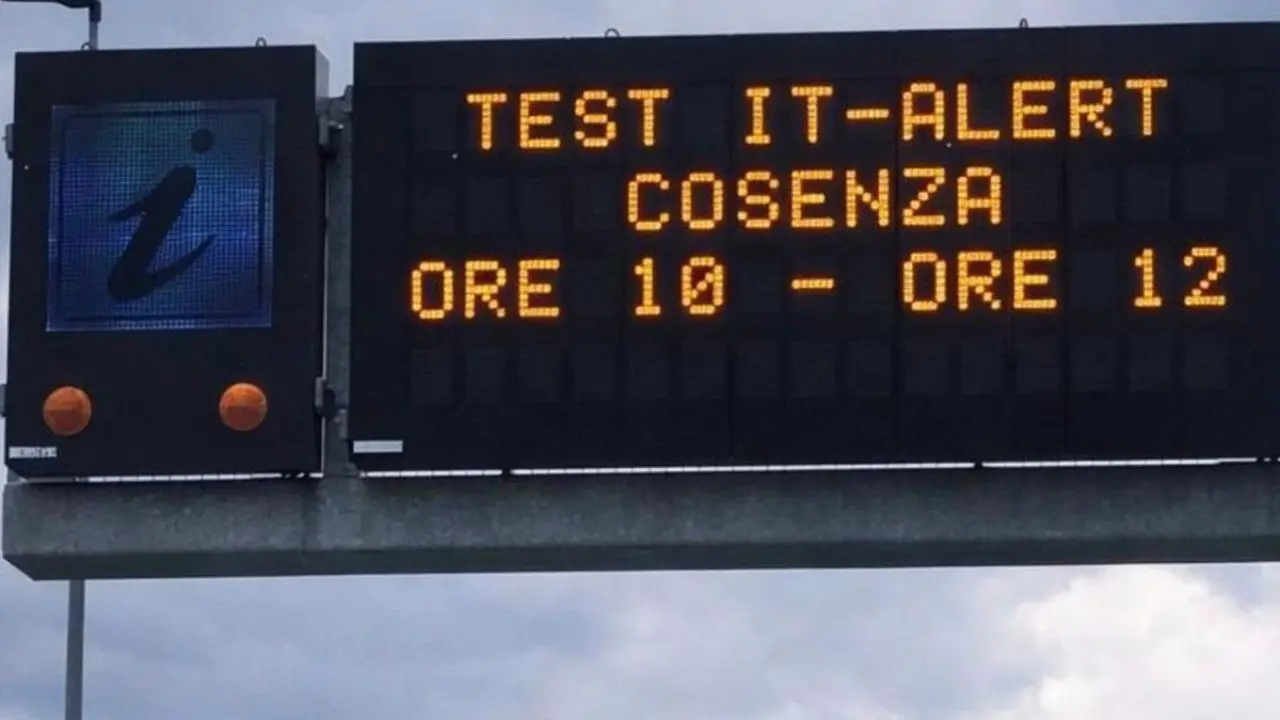 i
TEST IT-ALERT
COSENZA
ORE 10 - ORE 12